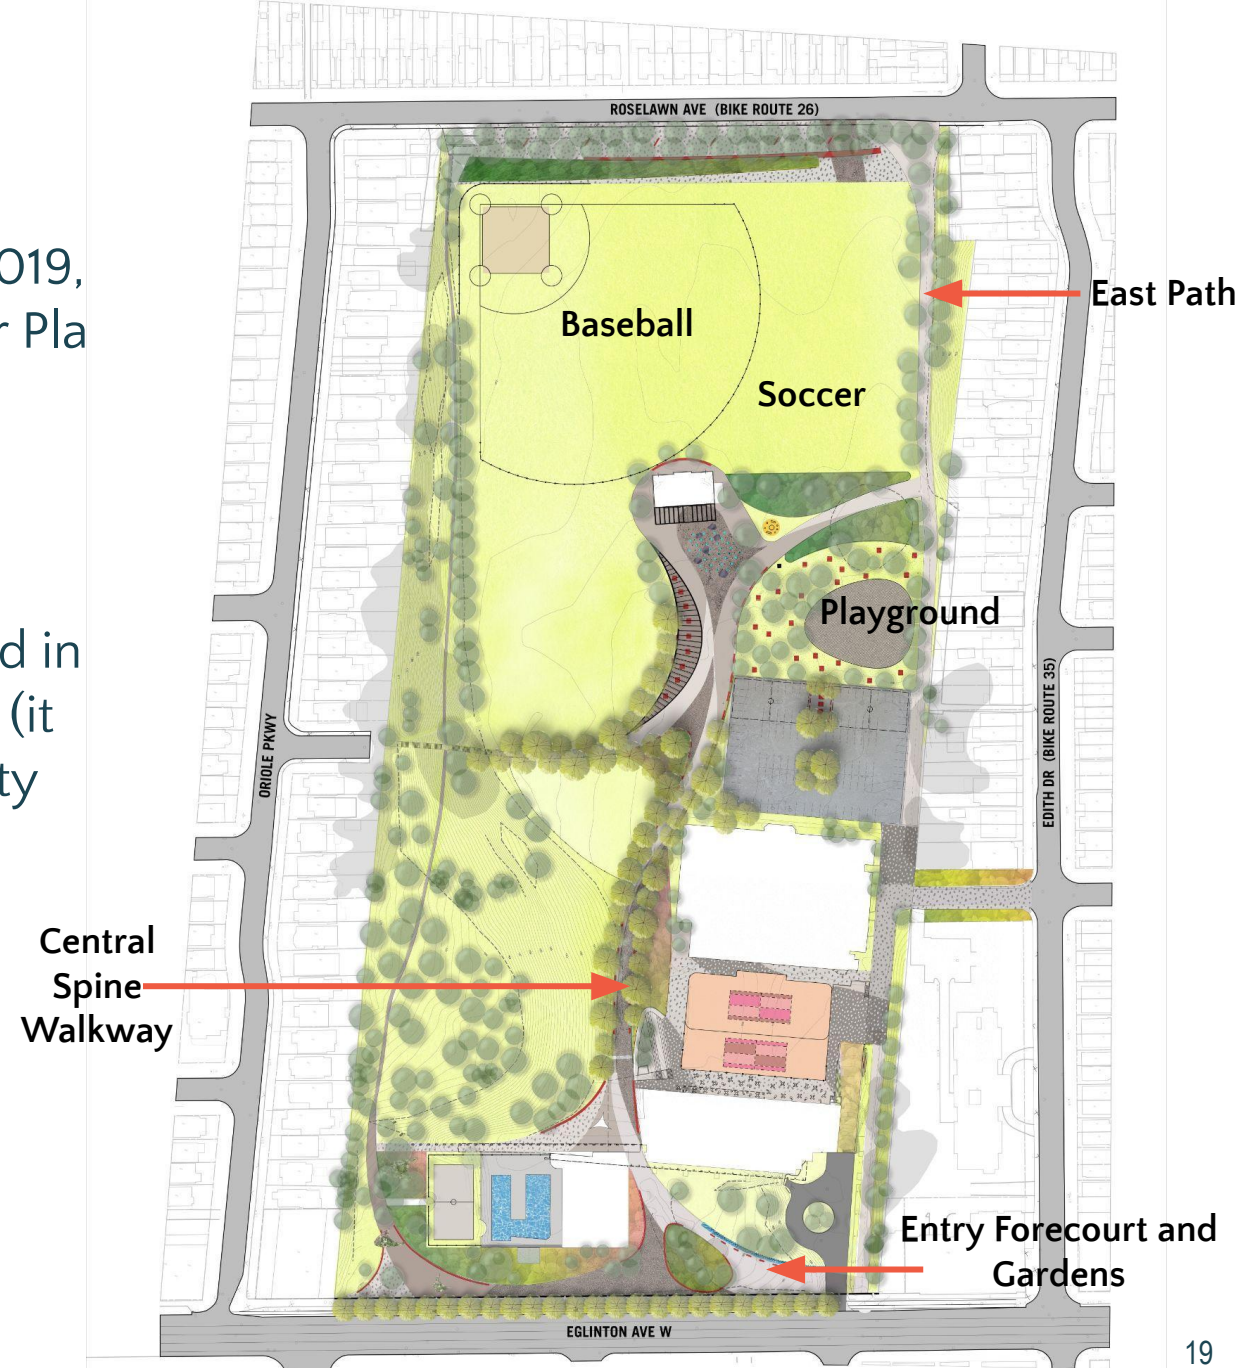 019,
r Pla
d in
(it
ty
ROSELAWN AVE (BIKE ROUTE 26)
East Path
Baseball
Soccer
Playground
ORIOLE PKWY
EDITH DR (BIKE ROUTE 35)
Central
Spine
Walkway
Entry Forecourt and
Gardens
EGLINTON AVE W
19